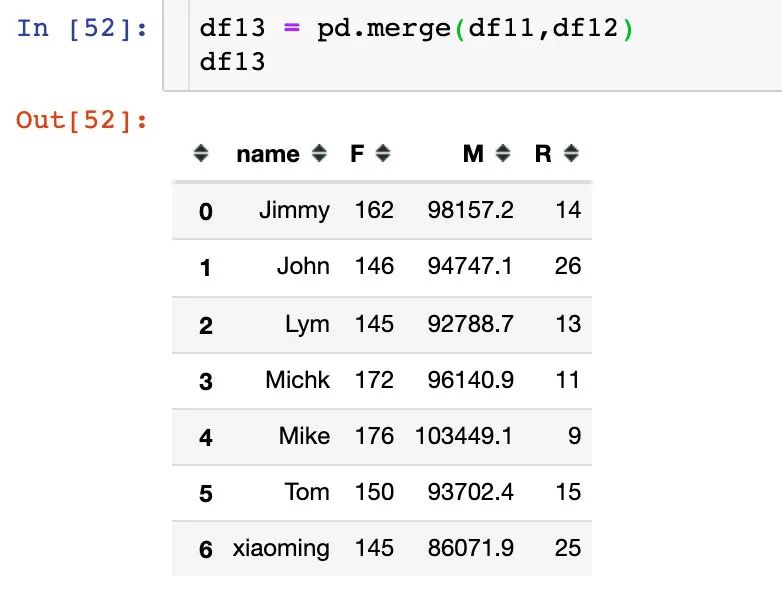 In [52]: df13 = pd.merge(df11,df12)
df13
Out[52]:
name F M R
0 Jimmy 162 98157.2 14
1 John 146 94747.1 26
2 Lym 145 92788.7 13
3 Michk 172 96140.9 11
4 Mike 176 103449.1 9
5 Tom 150 93702.4 15
6 xiaoming 145 86071.9 25